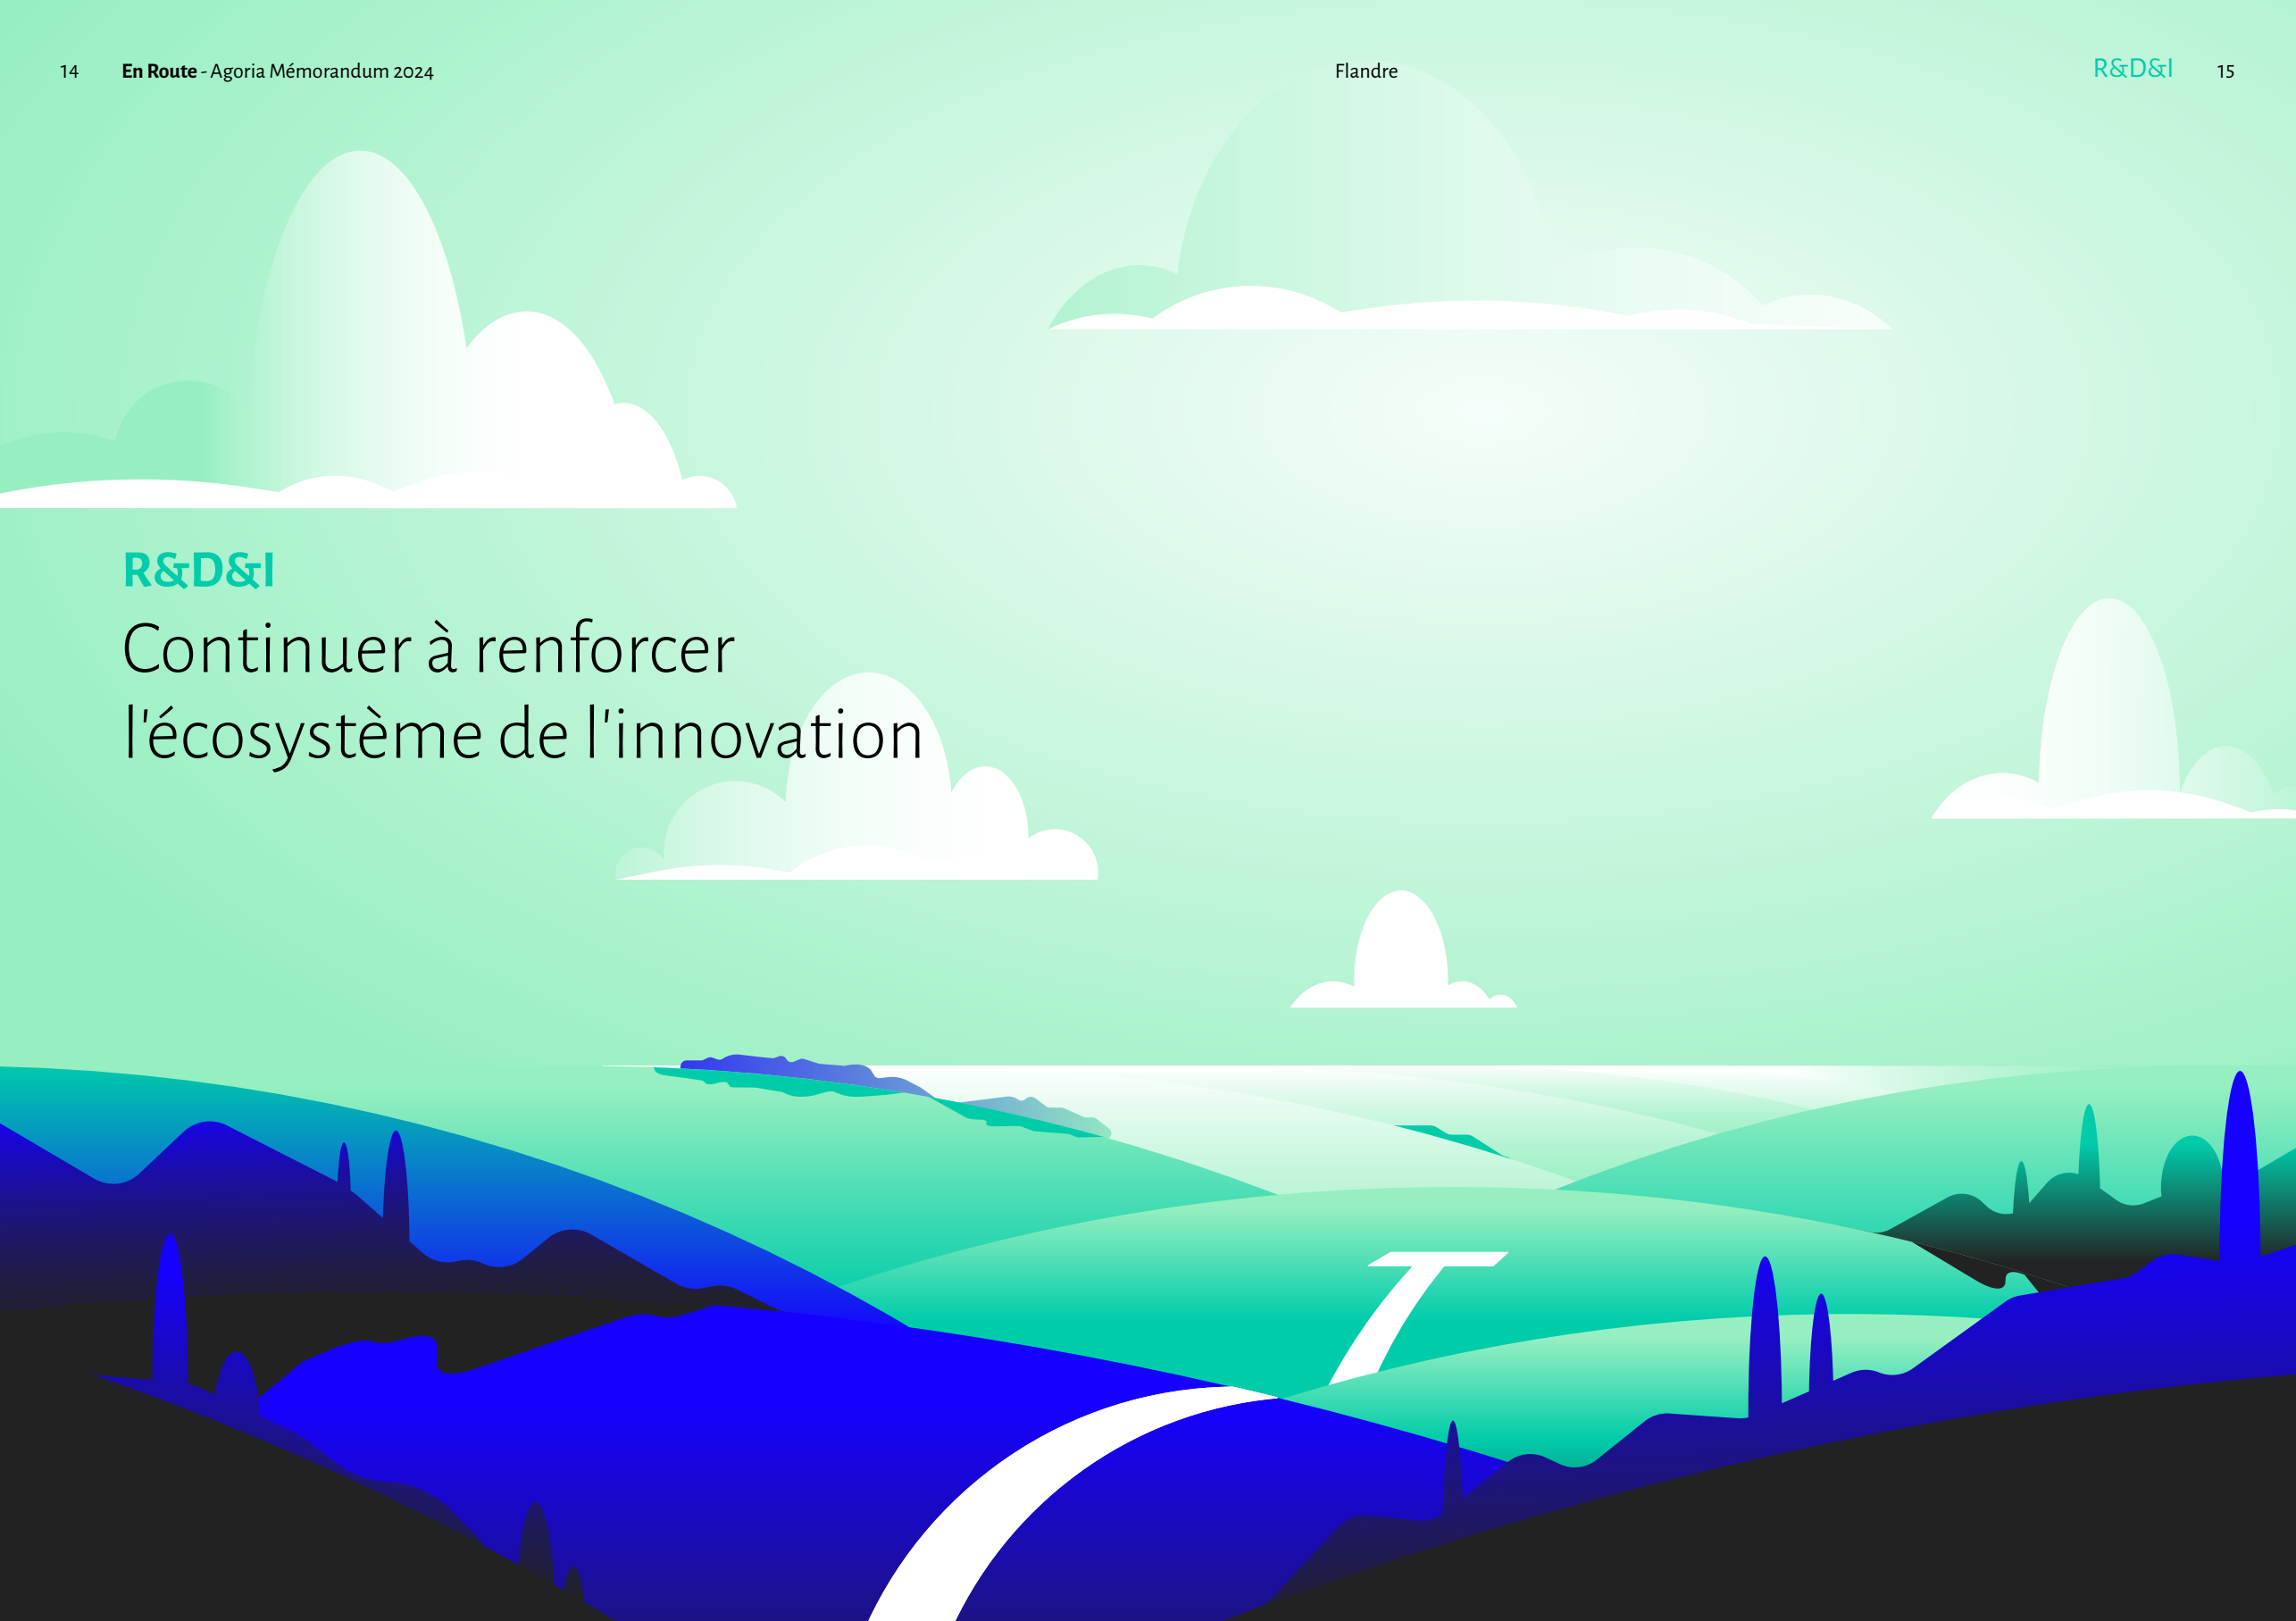 14 En Route - Agoria Mémorandum 2024
Flandre
R&D&I 15
R&D&I
Continuer à renforcer
l'écosystème de l'innovation